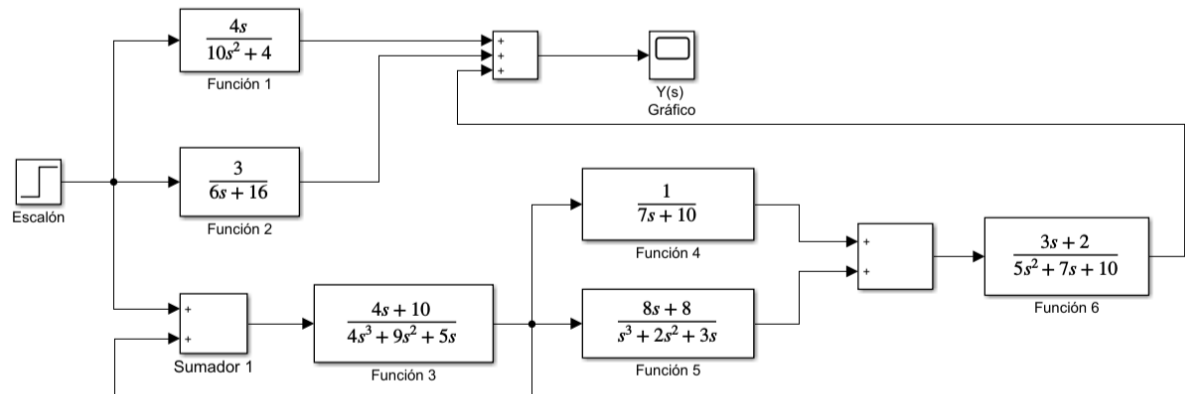 4s
10s² + 4
Función 1
+
+
+
Y(s)
Gráfico
Escalón
3
6s + 16
Función 2
1
7s + 10
Función 4
+
+
3s + 2
5s² + 7s + 10
Función 6
+
+
Sumador 1
4s + 10
4s³ + 9s² + 5s
Función 3
8s + 8
s³ + 2s² + 3s
Función 5